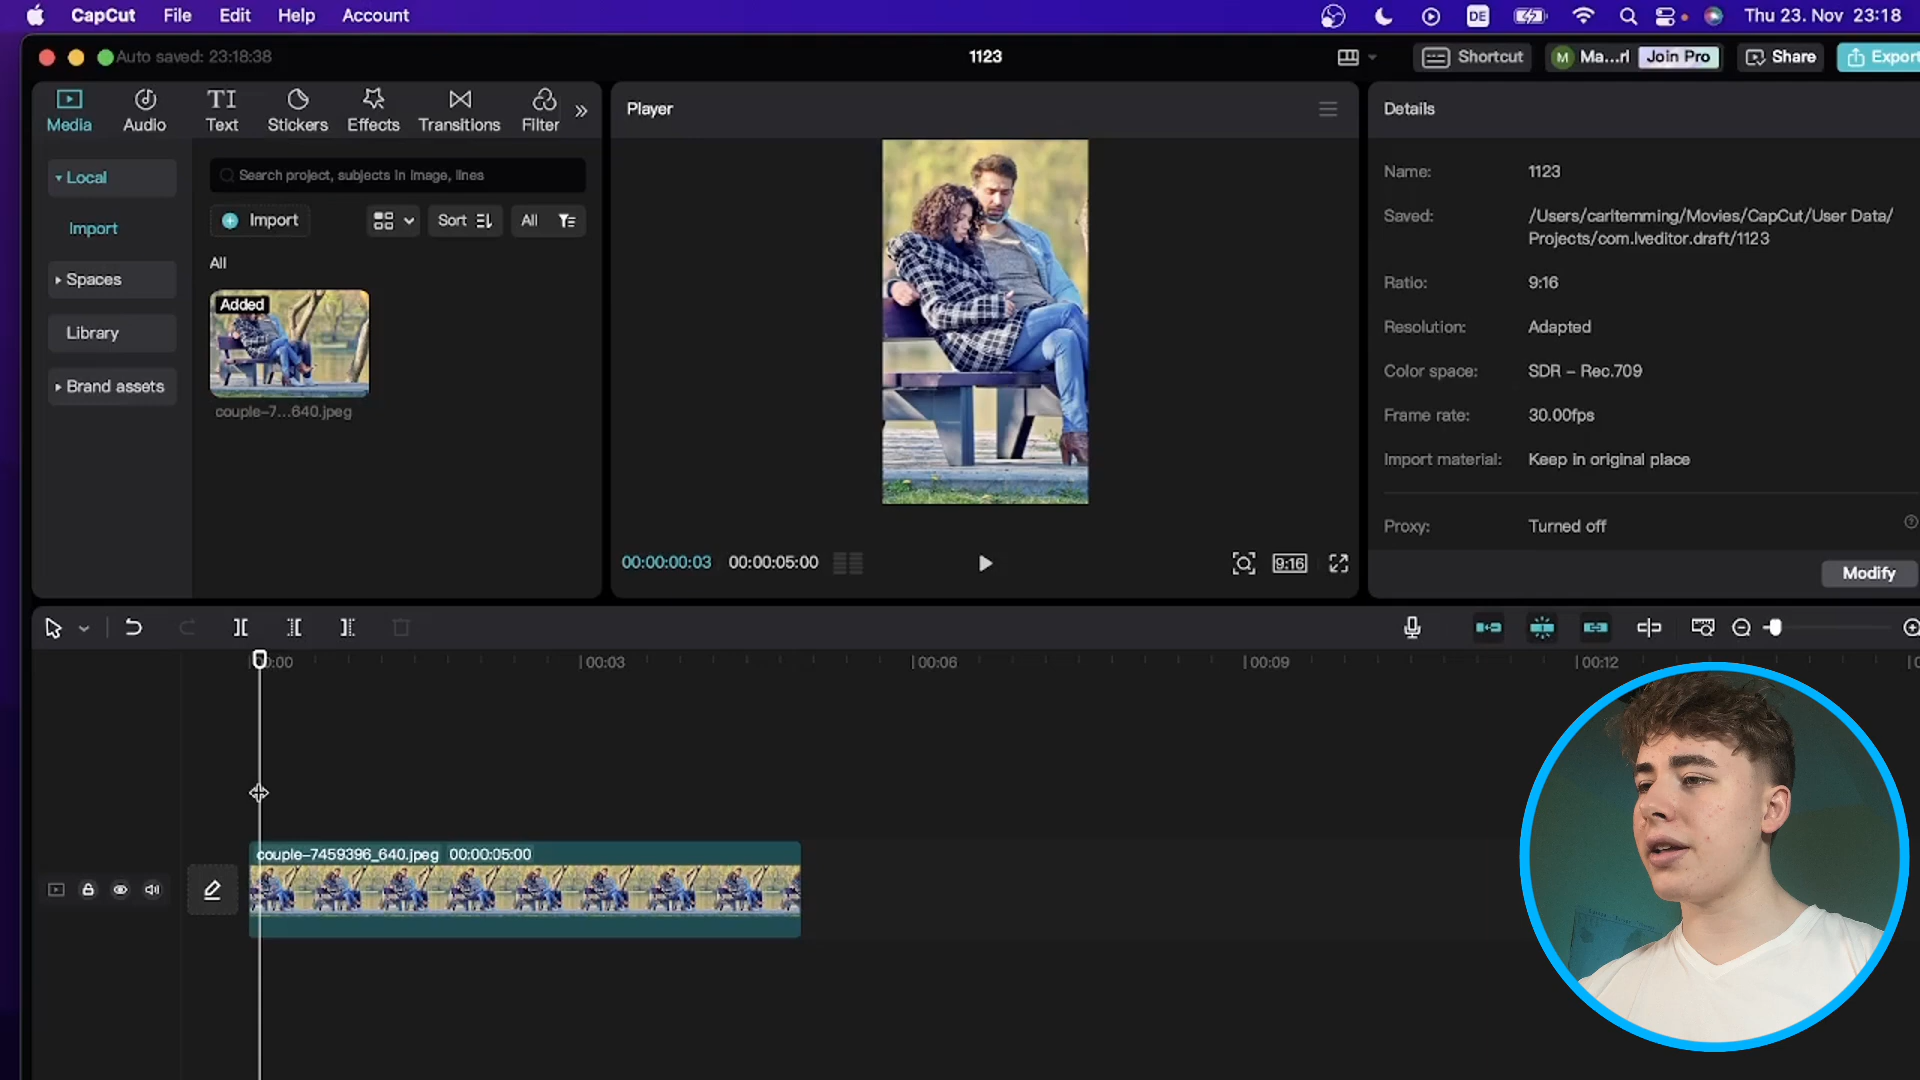 CapCut File Edit Help Account
DE Thu 23. Nov 23:18
Auto saved: 23:18:38
1123
Shortcut M Ma...rl Join Pro Share Export
Media Audio TI Text Stickers Effects Transitions Filter
Local
Import
Spaces
Library
Brand assets
Search project, subjects in image, lines
Import Sort All
All
Added
couple-7...640.jpeg
Player
00:00:00:03 00:00:05:00
9:16
Details
Name: 1123
Saved: /Users/carltemming/Movies/CapCut/User Data/
Projects/com.lveditor.draft/1123
Ratio: 9:16
Resolution: Adapted
Color space: SDR – Rec.709
Frame rate: 30.00fps
Import material: Keep in original place
Proxy: Turned off
Modify
00:00 00:03 00:06 00:09 00:12
couple-7459396_640.jpeg 00:00:05:00